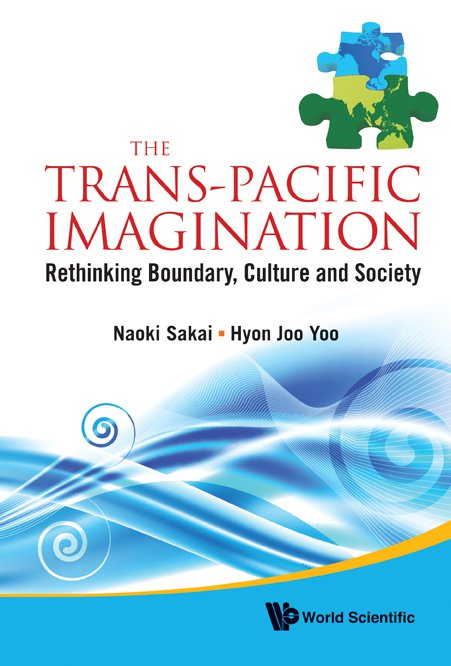 THE
TRANS-PACIFIC
IMAGINATION
Rethinking Boundary, Culture and Society
Naoki Sakai ▪ Hyon Joo Yoo
World Scientific